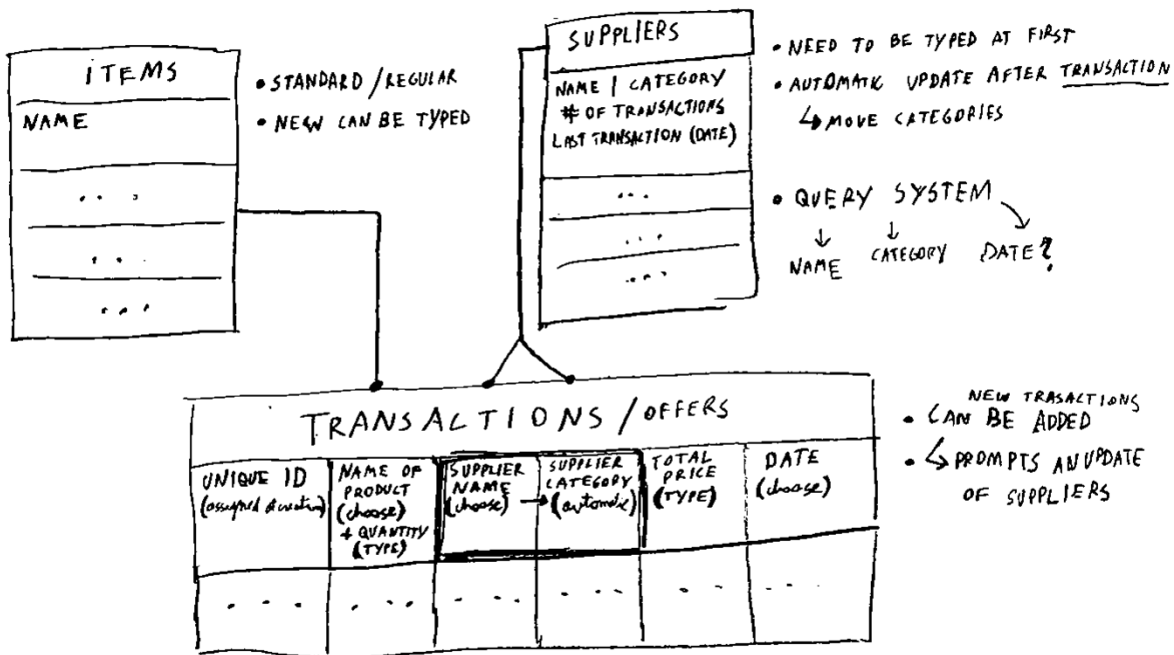 ITEMS
NAME
• STANDARD / REGULAR
• NEW CAN BE TYPED
SUPPLIERS
NAME | CATEGORY
# OF TRANSACTIONS
LAST TRANSACTION (DATE)
• NEED TO BE TYPED AT FIRST
• AUTOMATIC UPDATE AFTER TRANSACTION
↳ MOVE CATEGORIES
• QUERY SYSTEM
NAME CATEGORY DATE?
TRANSACTIONS / OFFERS
UNIQUE ID
(assigned at creation)
NAME OF
PRODUCT
(choose)
+ QUANTITY
(TYPE)
SUPPLIER
NAME
(choose)
SUPPLIER
CATEGORY
(automatic)
TOTAL
PRICE
(TYPE)
DATE
(choose)
NEW TRASACTIONS
• CAN BE ADDED
• ↳ PROMPTS AN UPDATE
OF SUPPLIERS